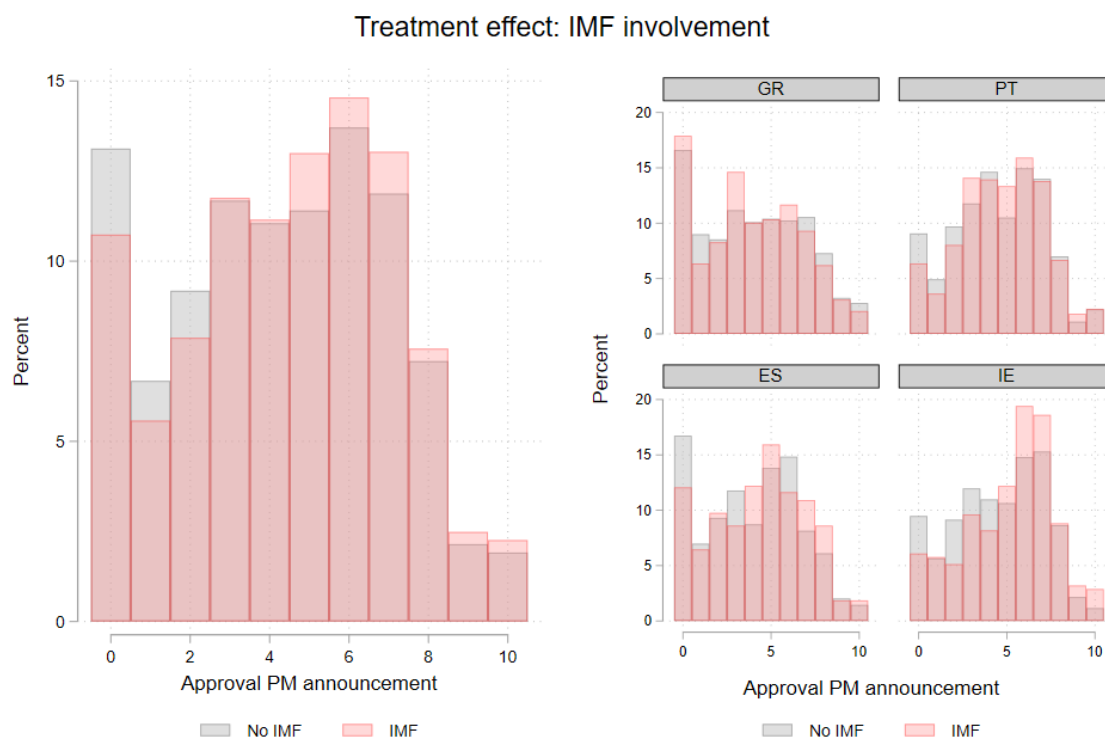 Treatment effect: IMF involvement
15
10
5
0
Percent
0 2 4 6 8 10
Approval PM announcement
No IMF IMF
GR PT
20
15
10
5
0
ES IE
20
15
10
5
0
Percent
0 5 10 0 5 10
Approval PM announcement
No IMF IMF